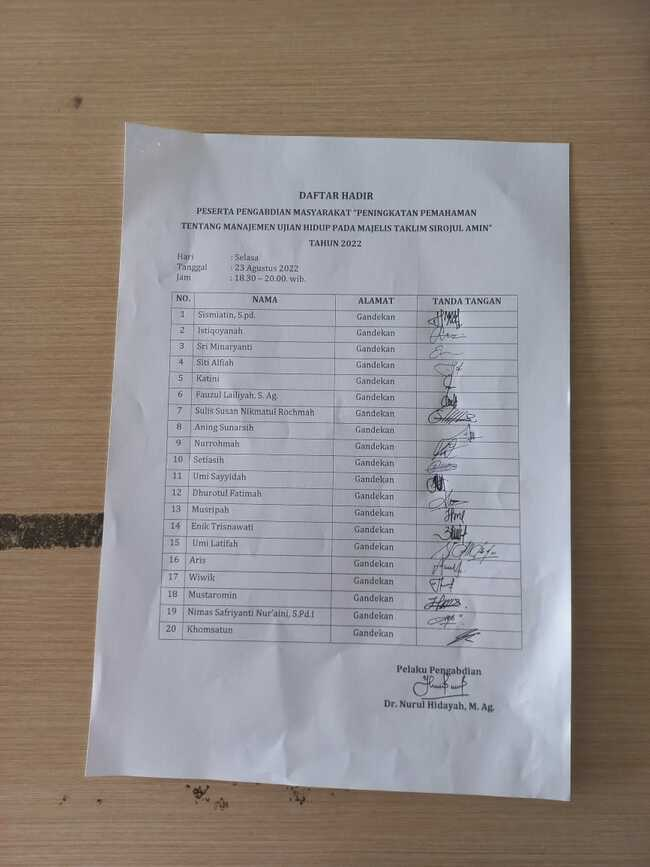 DAFTAR HADIR
PESERTA PENGABDIAN MASYARAKAT "PENINGKATAN PEMAHAMAN
TENTANG MANAJEMEN UJIAN HIDUP PADA MAJELIS TAKLIM SIROJUL AMIN"
TAHUN 2022
Hari : Selasa
Tanggal : 23 Agustus 2022
Jam : 18.30 – 20.00. wib.
NO. NAMA ALAMAT TANDA TANGAN
1 Sismiatin, S.pd. Gandekan
2 Istiqoyanah Gandekan
3 Sri Minaryanti Gandekan
4 Siti Alfiah Gandekan
5 Katini Gandekan
6 Fauzul Lailiyah, S. Ag. Gandekan
7 Sulis Susan Nikmatul Rochmah Gandekan
8 Aning Sunarsih Gandekan
9 Nurrohmah Gandekan
10 Setiasih Gandekan
11 Umi Sayyidah Gandekan
12 Dhurotul Fatimah Gandekan
13 Musripah Gandekan
14 Enik Trisnawati Gandekan
15 Umi Latifah Gandekan
16 Aris Gandekan
17 Wiwik Gandekan
18 Mustaromin Gandekan
19 Nimas Safriyanti Nur'aini, S.Pd.I Gandekan
20 Khomsatun Gandekan
Pelaku Pengabdian
Dr. Nurul Hidayah, M. Ag.